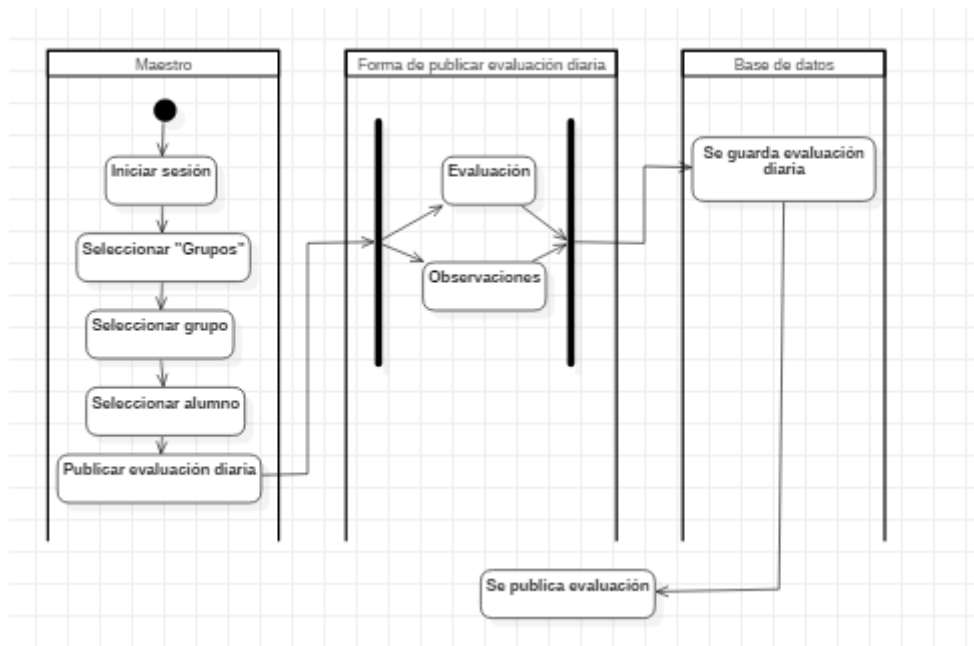 Maestro
Iniciar sesión
Seleccionar "Grupos"
Seleccionar grupo
Seleccionar alumno
Publicar evaluación diaria
Forma de publicar evaluación diaria
Evaluación
Observaciones
Base de datos
Se guarda evaluación
diaria
Se publica evaluación